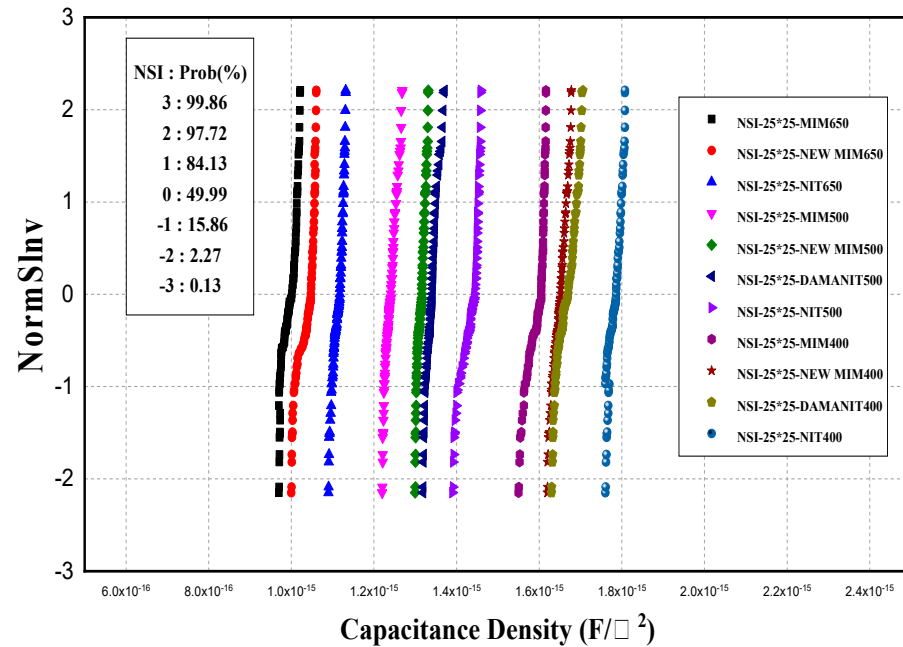 3
2
1
0
-1
-2
-3
NormSInv
NSI : Prob(%)
3 : 99.86
2 : 97.72
1 : 84.13
0 : 49.99
-1 : 15.86
-2 : 2.27
-3 : 0.13
NSI-25*25-MIM650
NSI-25*25-NEW MIM650
NSI-25*25-NIT650
NSI-25*25-MIM500
NSI-25*25-NEW MIM500
NSI-25*25-DAMANIT500
NSI-25*25-NIT500
NSI-25*25-MIM400
NSI-25*25-NEW MIM400
NSI-25*25-DAMANIT400
NSI-25*25-NIT400
6.0x10⁻¹⁶ 8.0x10⁻¹⁶ 1.0x10⁻¹⁵ 1.2x10⁻¹⁵ 1.4x10⁻¹⁵ 1.6x10⁻¹⁵ 1.8x10⁻¹⁵ 2.0x10⁻¹⁵ 2.2x10⁻¹⁵ 2.4x10⁻¹⁵
Capacitance Density (F/□ ²)